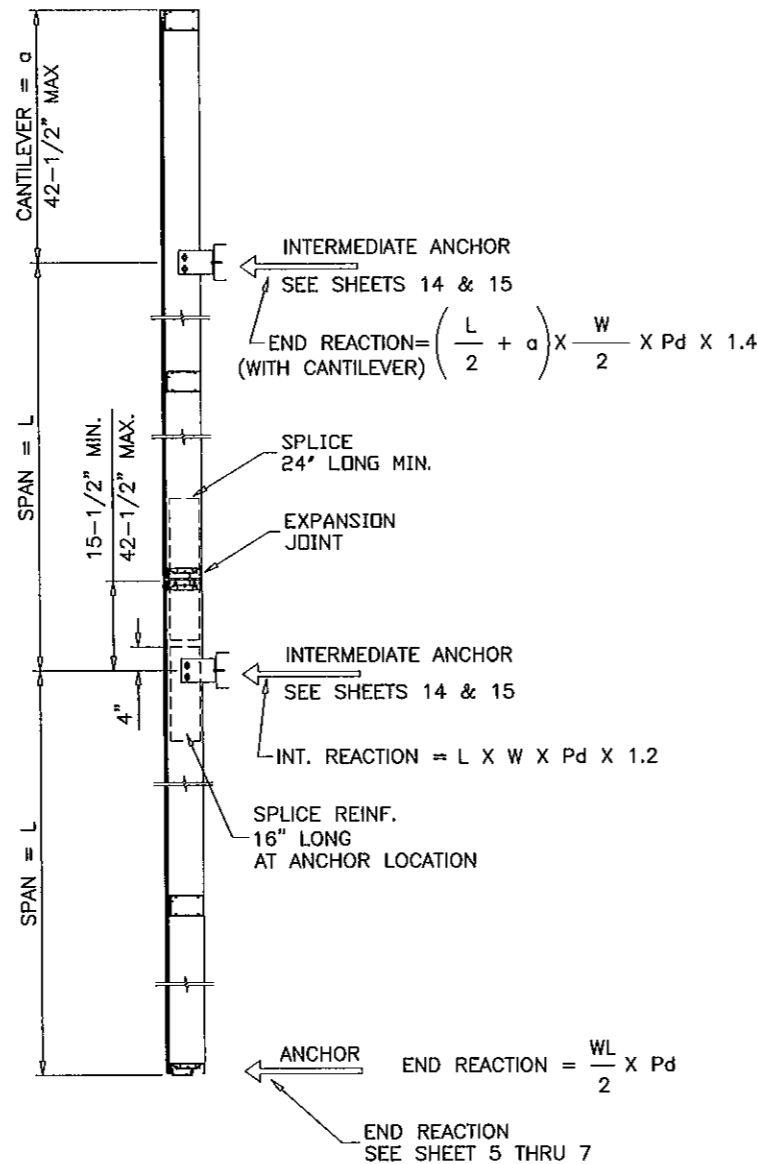 CANTILEVER = a
42-1/2" MAX
INTERMEDIATE ANCHOR
SEE SHEETS 14 & 15
END REACTION= ( L/2 + a ) X W/2 X Pd X 1.4
(WITH CANTILEVER)
SPAN = L
15-1/2" MIN.
42-1/2" MAX.
SPLICE
24" LONG MIN.
EXPANSION
JOINT
INTERMEDIATE ANCHOR
SEE SHEETS 14 & 15
4"
INT. REACTION = L X W X Pd X 1.2
SPLICE REINF.
16" LONG
AT ANCHOR LOCATION
SPAN = L
ANCHOR
END REACTION = WL/2 X Pd
END REACTION
SEE SHEET 5 THRU 7